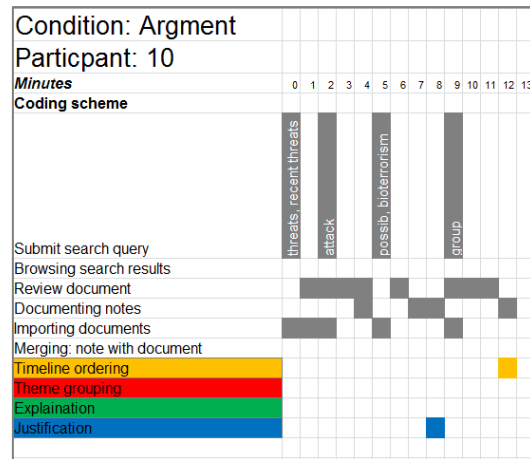 Condition: Argment
Particpant: 10
Minutes 0 1 2 3 4 5 6 7 8 9 10 11 12 13
Coding scheme
threats, recent threats
attack
possib, bioterrorism
group
Submit search query
Browsing search results
Review document
Documenting notes
Importing documents
Merging: note with document
Timeline ordering
Theme grouping
Explaination
Justification